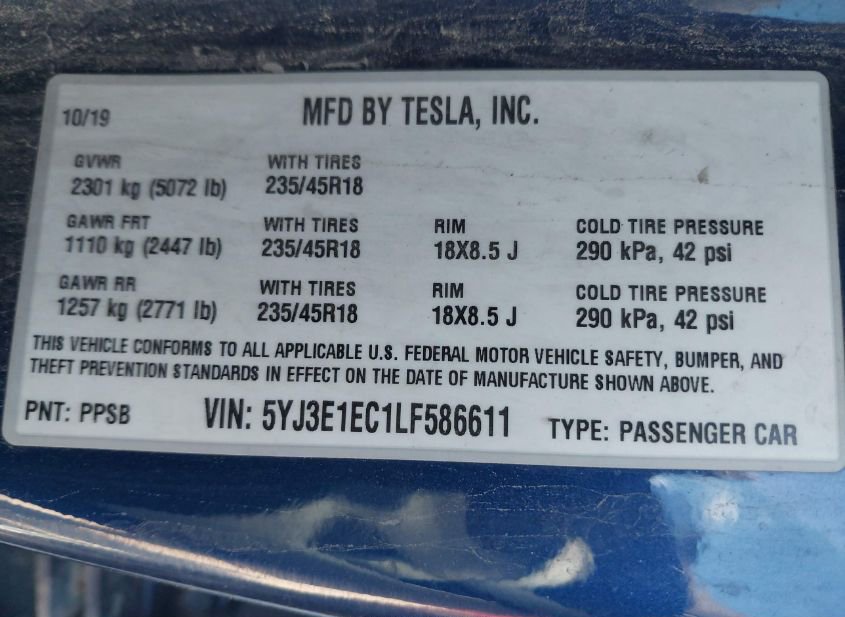 10/19 MFD BY TESLA, INC.
GVWR WITH TIRES
2301 kg (5072 lb) 235/45R18
GAWR FRT WITH TIRES RIM COLD TIRE PRESSURE
1110 kg (2447 lb) 235/45R18 18X8.5 J 290 kPa, 42 psi
GAWR RR WITH TIRES RIM COLD TIRE PRESSURE
1257 kg (2771 lb) 235/45R18 18X8.5 J 290 kPa, 42 psi
THIS VEHICLE CONFORMS TO ALL APPLICABLE U.S. FEDERAL MOTOR VEHICLE SAFETY, BUMPER, AND
THEFT PREVENTION STANDARDS IN EFFECT ON THE DATE OF MANUFACTURE SHOWN ABOVE.
PNT: PPSB VIN: 5YJ3E1EC1LF586611 TYPE: PASSENGER CAR